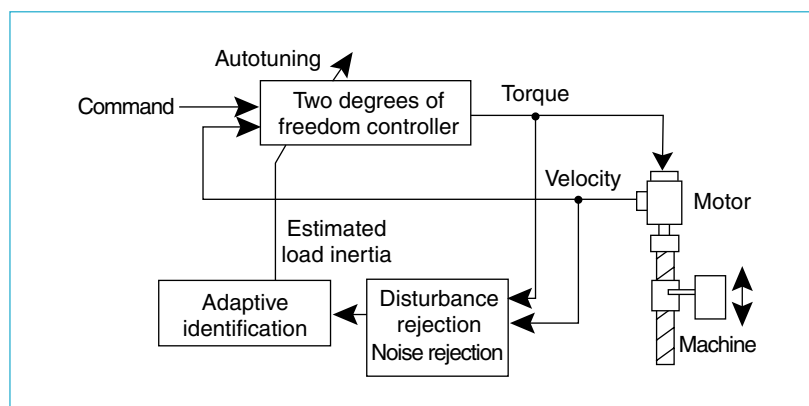 Autotuning
Command
Two degrees of
freedom controller
Torque
Velocity
Motor
Estimated
load inertia
Adaptive
identification
Disturbance
rejection
Noise rejection
Machine